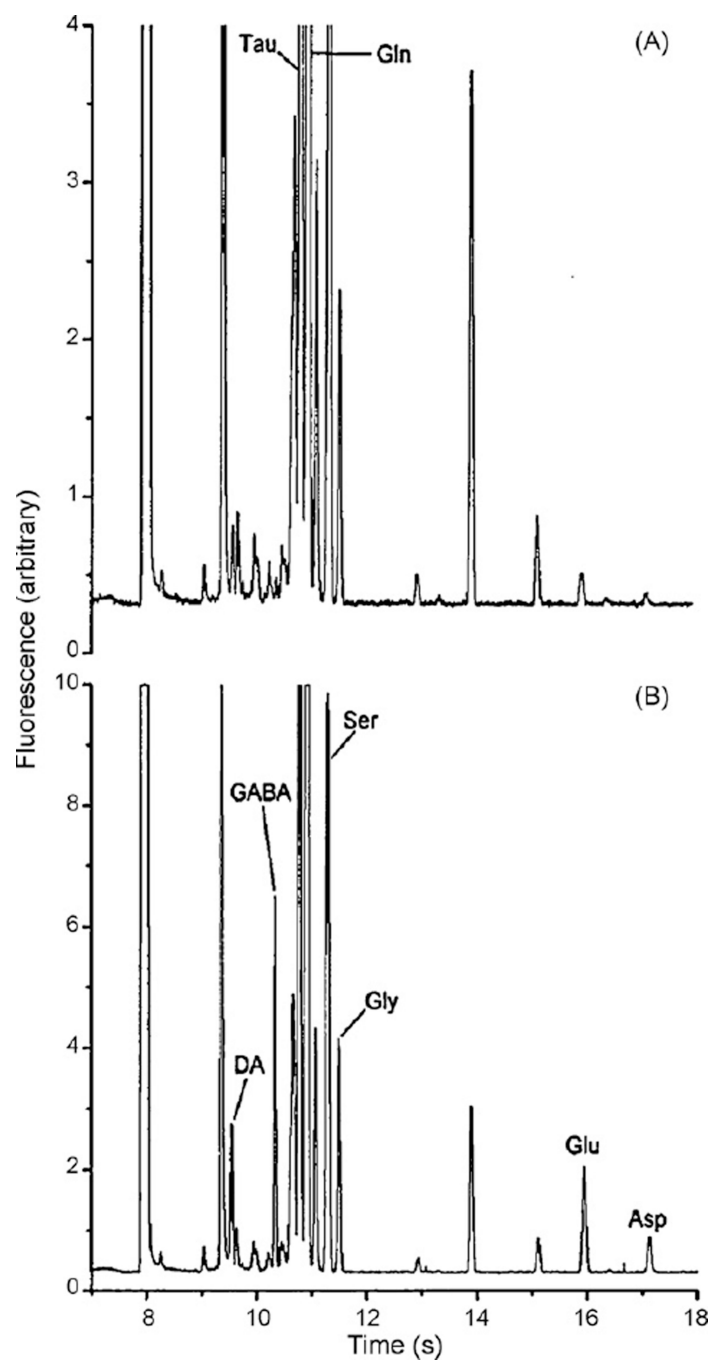 4
Tau
Gln
(A)
3
2
1
0
Fluorescence (arbitrary)
10
(B)
Ser
GABA
8
6
Gly
DA
4
Glu
2
Asp
0
8 10 12 14 16 18
Time (s)